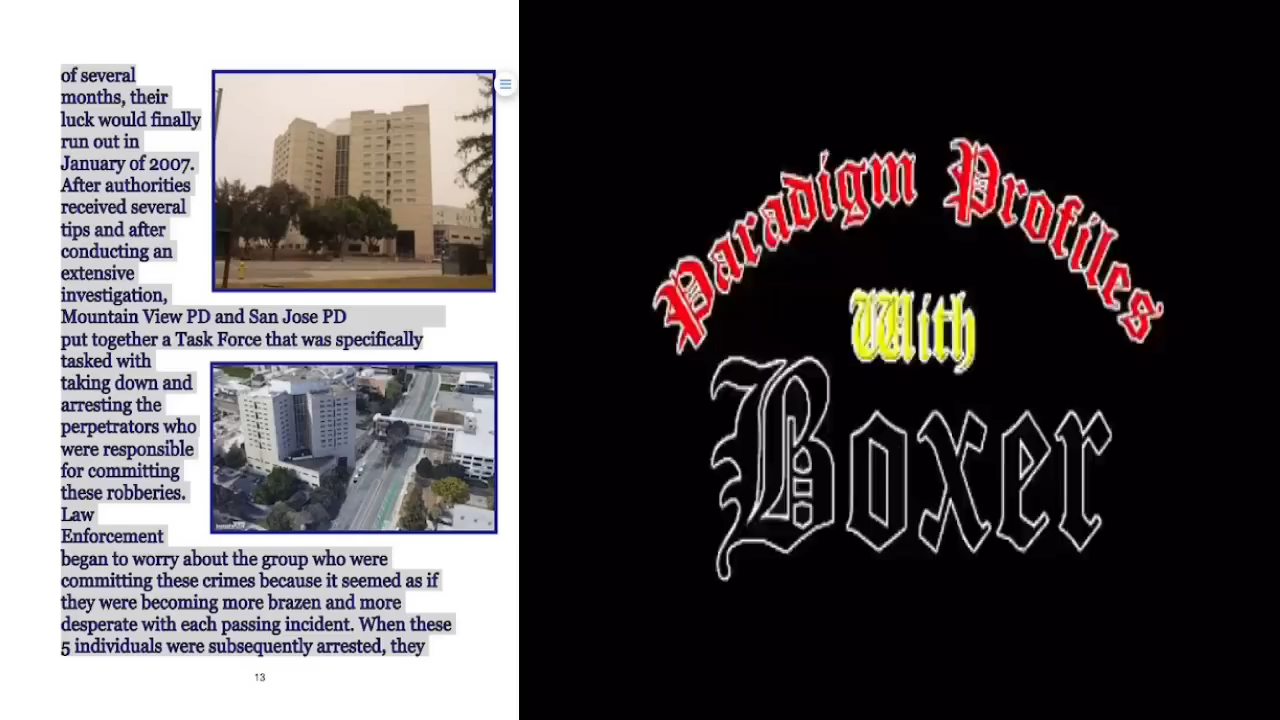 of several
months, their
luck would finally
run out in
January of 2007.
After authorities
received several
tips and after
conducting an
extensive
investigation,
Mountain View PD and San Jose PD
put together a Task Force that was specifically
tasked with
taking down and
arresting the
perpetrators who
were responsible
for committing
these robberies.
Law
Enforcement
began to worry about the group who were
committing these crimes because it seemed as if
they were becoming more brazen and more
desperate with each passing incident. When these
5 individuals were subsequently arrested, they
13
Paradigm Profiles
With
Boxer